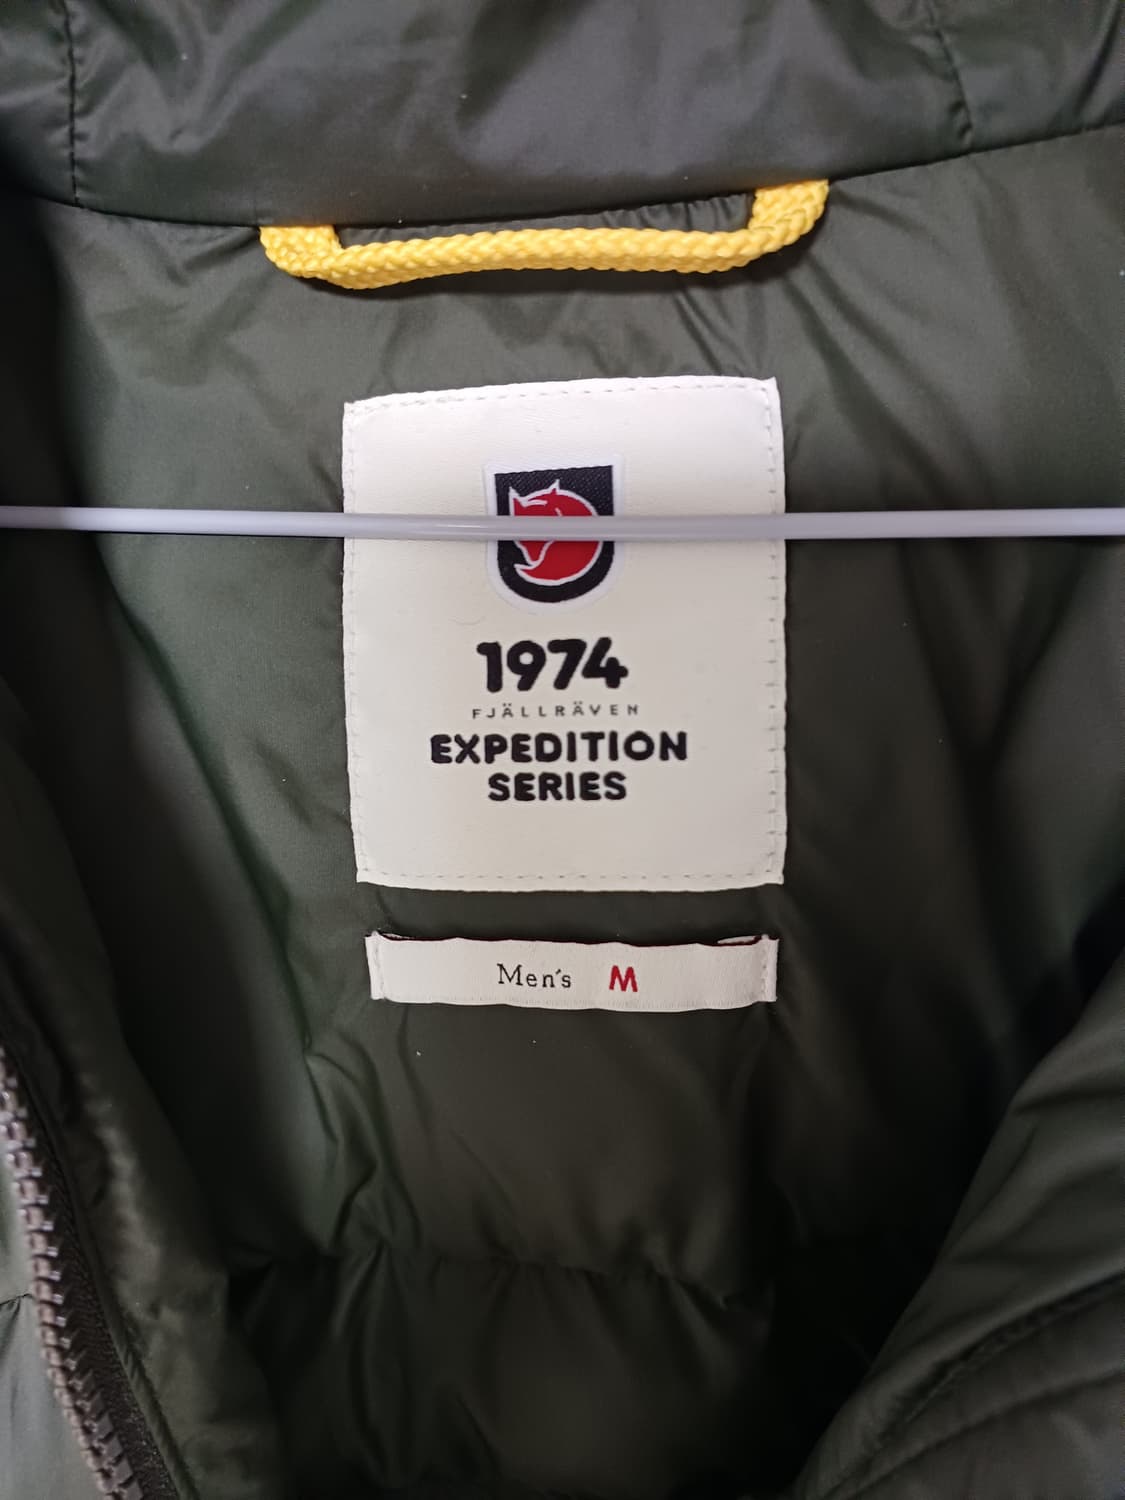 1974
FJÄLLRÄVEN
EXPEDITION
SERIES
Men's M